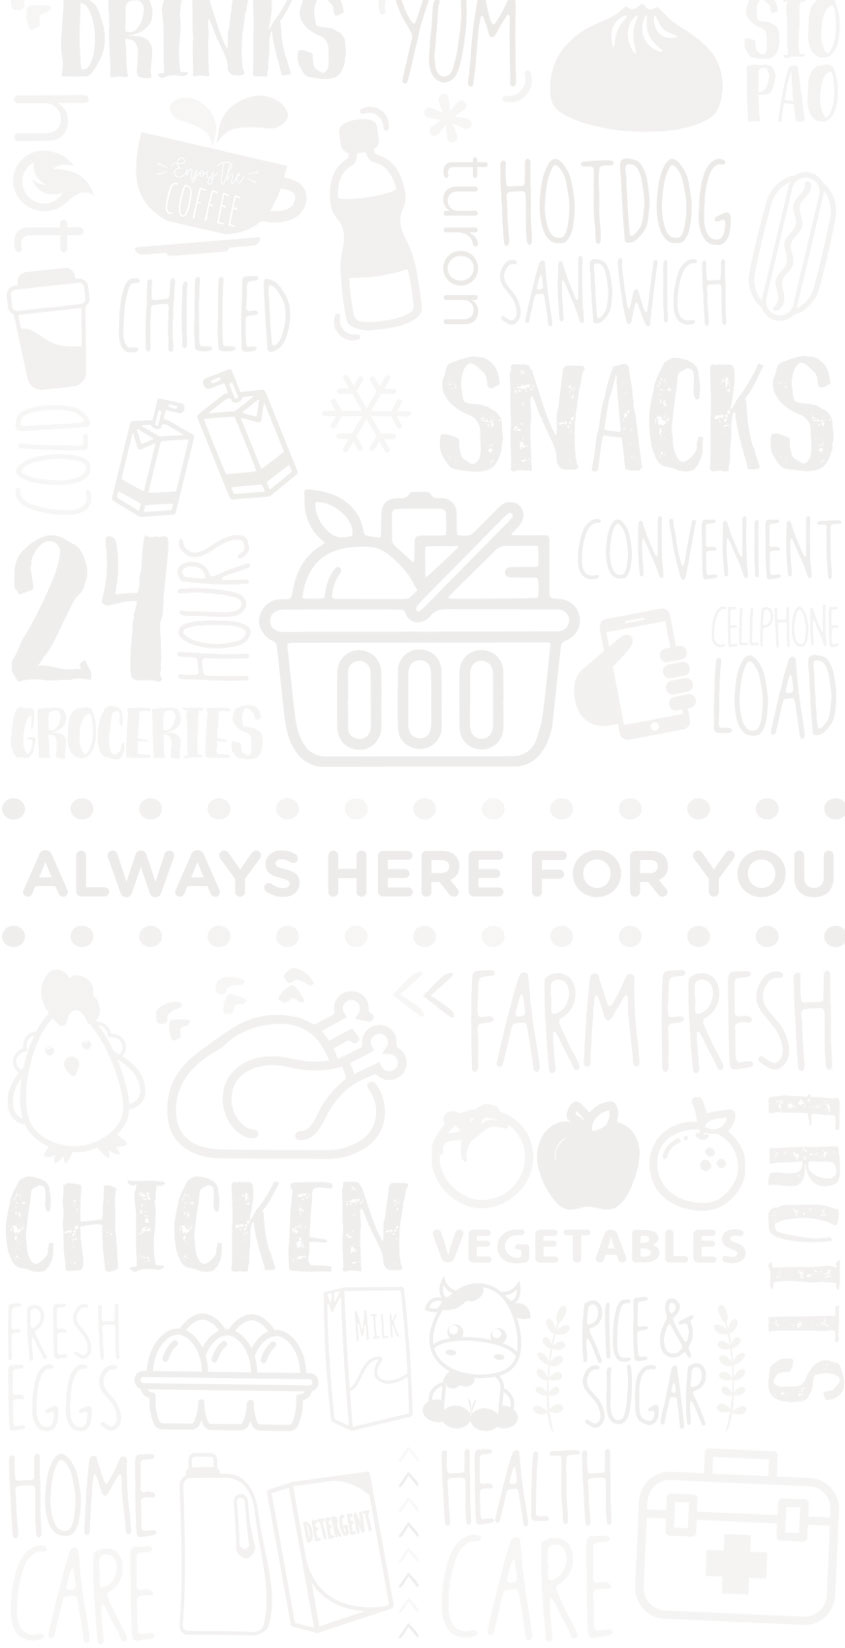 DRINKS
YUM
SIO
PAO
hot
Enjoy The
COFFEE
turon
HOTDOG
SANDWICH
CHILLED
SNACKS
COLD
24
HOURS
GROCERIES
CONVENIENT
CELLPHONE
LOAD
ALWAYS HERE FOR YOU
FARM FRESH
CHICKEN
VEGETABLES
FRUITS
FRESH
EGGS
MILK
RICE &
SUGAR
HOME
CARE
DETERGENT
HEALTH
CARE